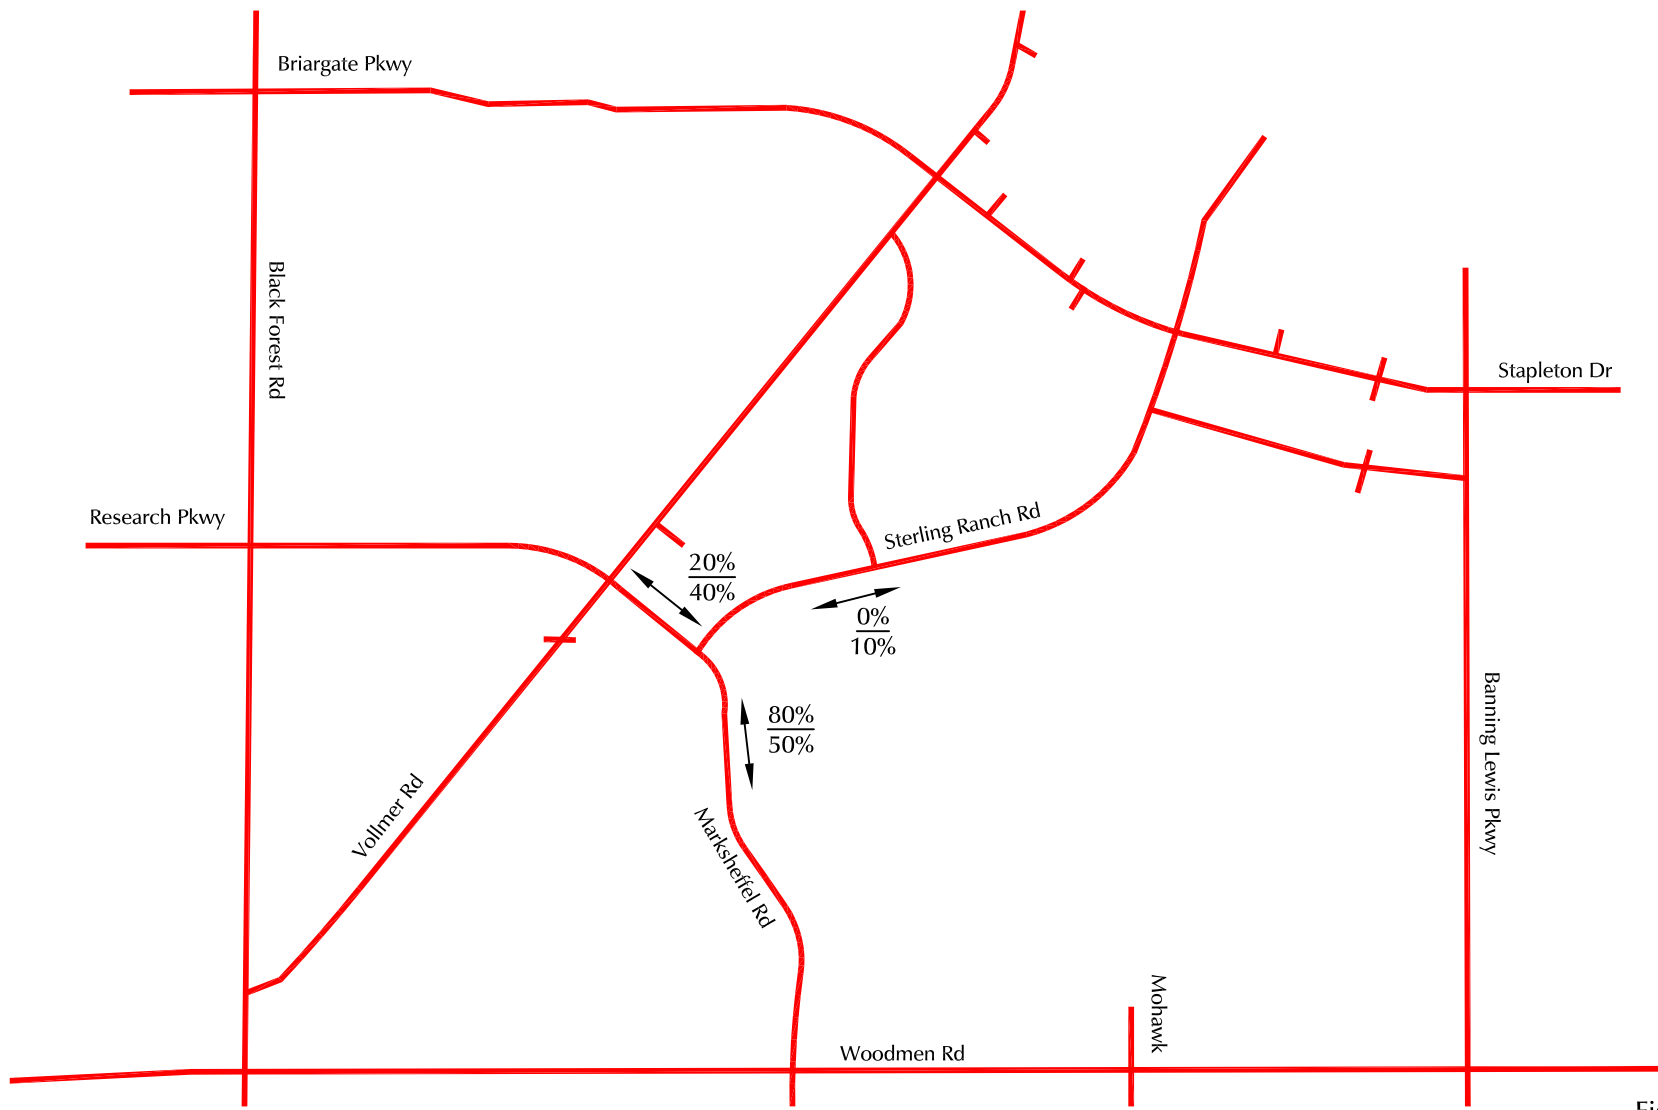 Briargate Pkwy
Black Forest Rd
Stapleton Dr
Research Pkwy
Sterling Ranch Rd
20%
40%
0%
10%
80%
50%
Banning Lewis Pkwy
Vollmer Rd
Marksheffel Rd
Mohawk
Woodmen Rd